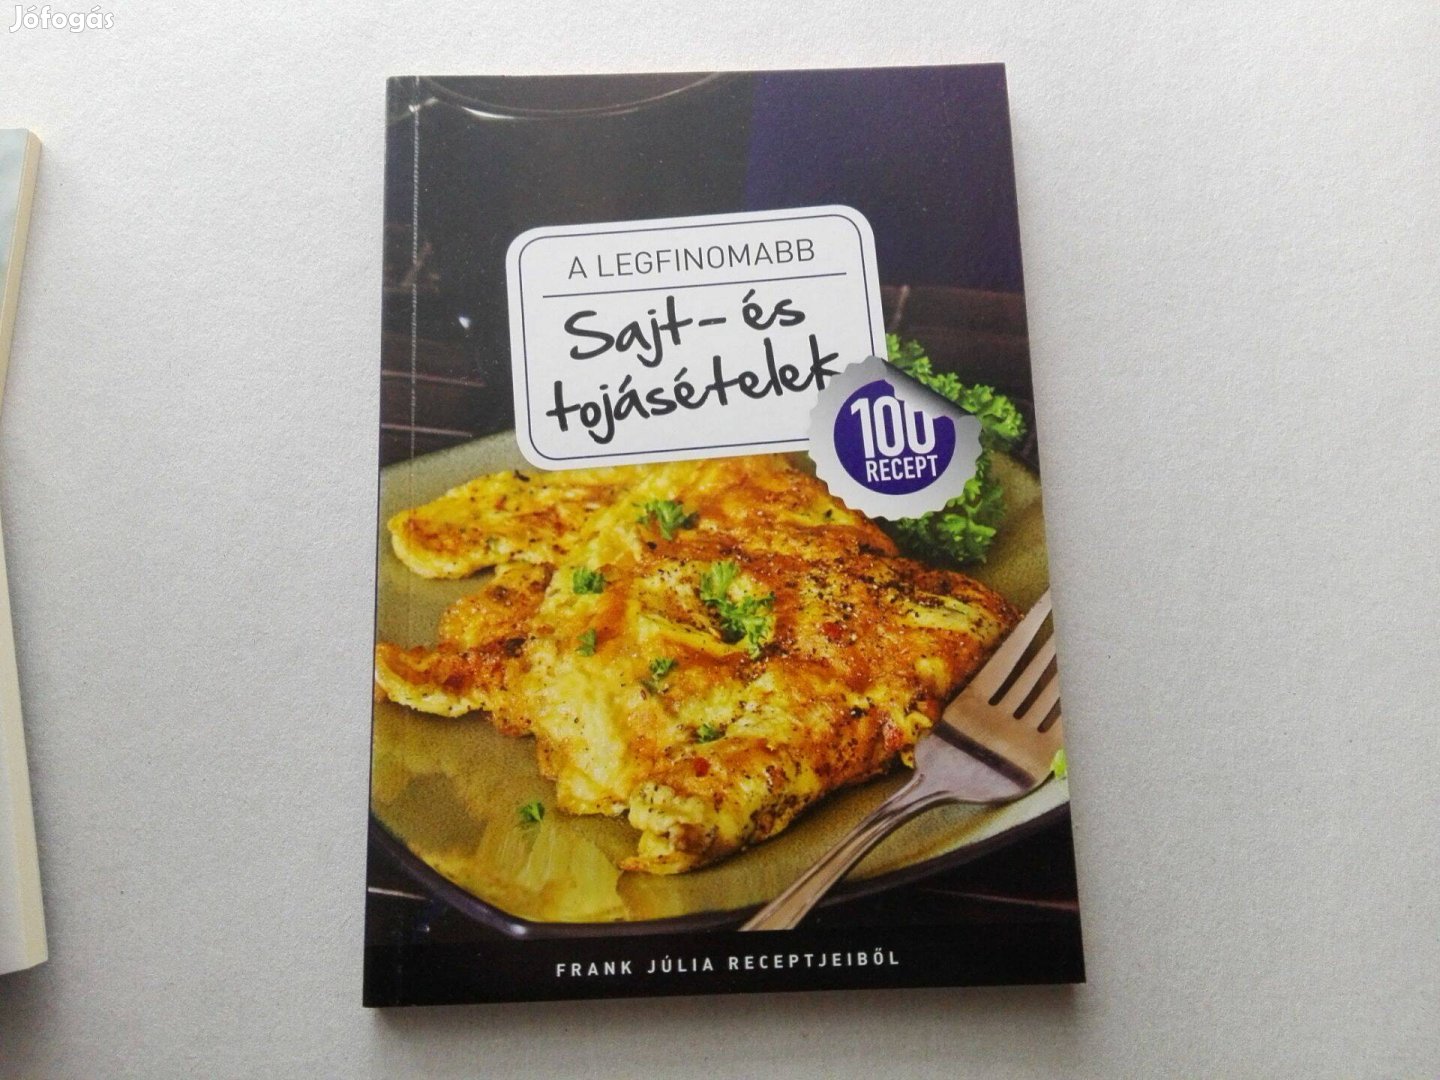 Jófogás
A LEGFINOMABB
Sajt- és
tojásételek
100
RECEPT
FRANK JÚLIA RECEPTJEIBŐL